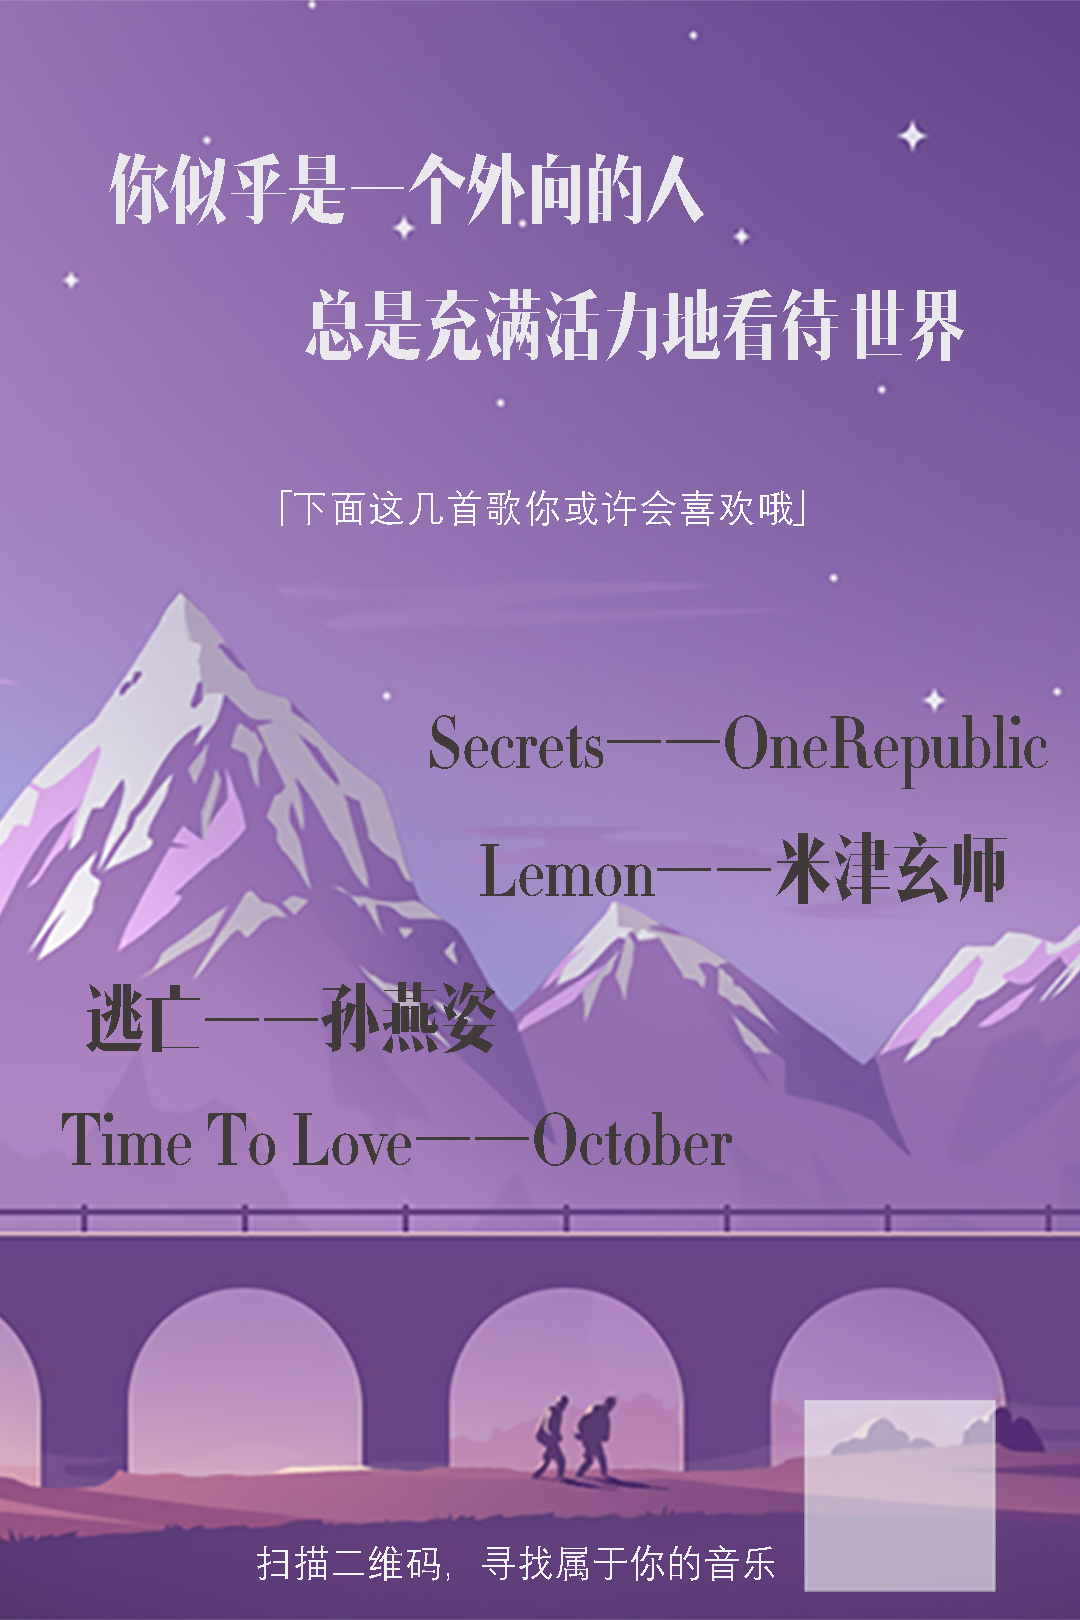 你似乎是一个外向的人
总是充满活力地看待世界
「下面这几首歌你或许会喜欢哦」
Secrets——OneRepublic
Lemon——米津玄师
逃亡——孙燕姿
Time To Love——October
扫描二维码，寻找属于你的音乐